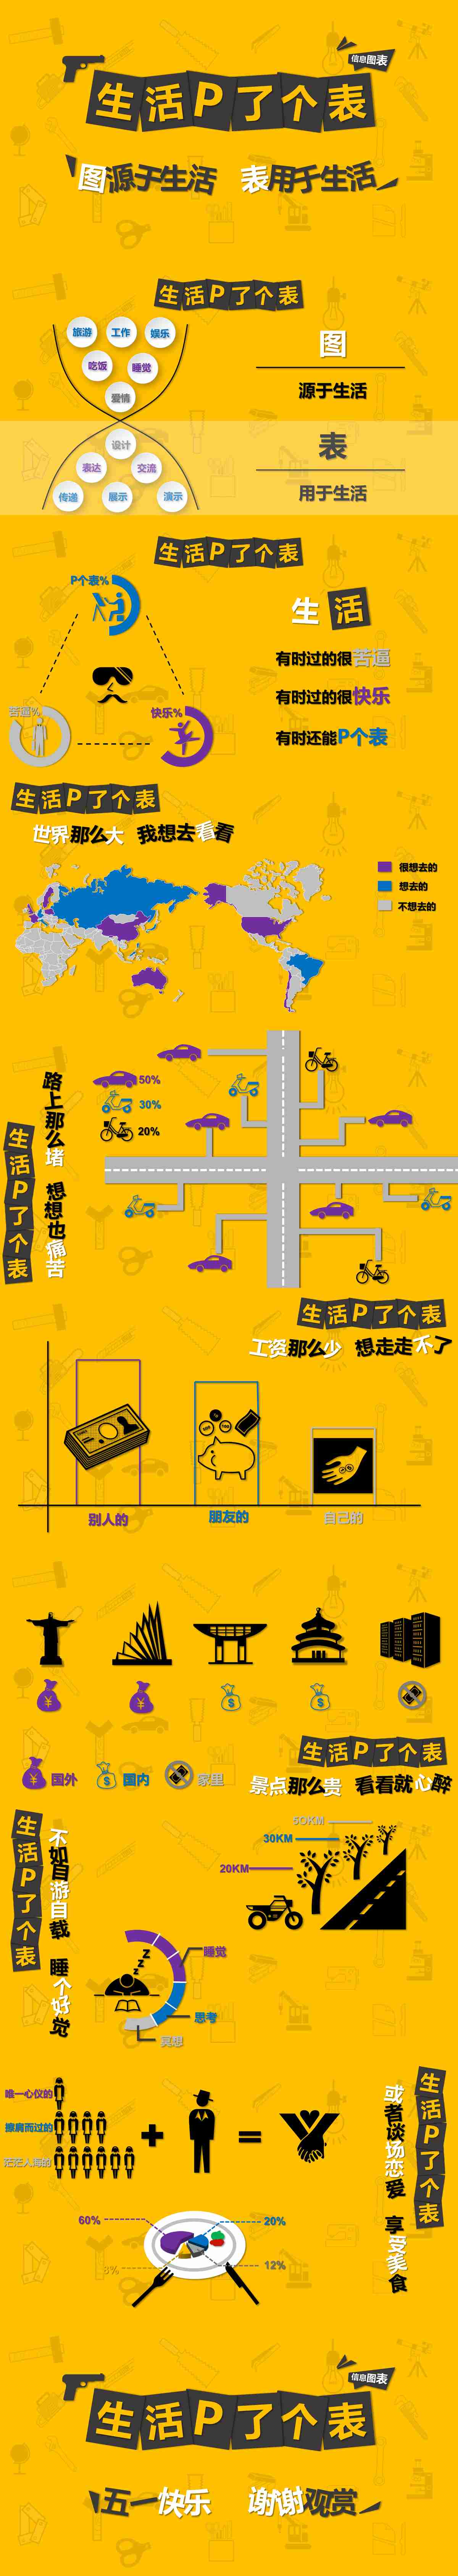 信息图表
生活P了个表
图源于生活 表用于生活
生活P了个表
旅游 工作 娱乐
吃饭 睡觉
爱情
图
源于生活
设计
表达 交流
传递 展示 演示
表
用于生活
生活P了个表
P个表%
苦逼%
快乐%
生活
有时过的很苦逼
有时过的很快乐
有时还能P个表
生活P了个表
世界那么大 我想去看看
很想去的
想去的
不想去的
生活P了个表
路上那么堵 想想也痛苦
50%
30%
20%
生活P了个表
工资那么少 想走走不了
别人的
朋友的
自己的
国外
国内
家里
生活P了个表
景点那么贵 看看就心醉
生活P了个表
不如自游自载 睡个好觉
50KM
30KM
20KM
z z z Z
睡觉
思考
冥想
唯一心仪的
擦肩而过的
茫茫人海的
+
=
生活P了个表
或者谈场恋爱 享受美食
60%
20%
8%
12%
信息图表
生活P了个表
五一快乐 谢谢观赏